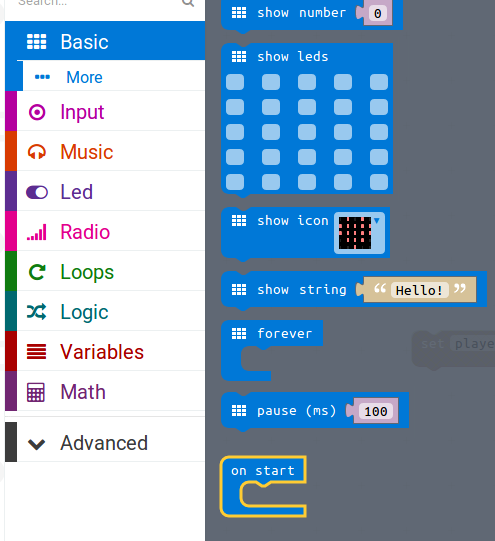 Search...
Basic
More
Input
Music
Led
Radio
Loops
Logic
Variables
Math
Advanced
show number 0
show leds
show icon
show string “ Hello! ”
forever
set playe
pause (ms) 100
on start